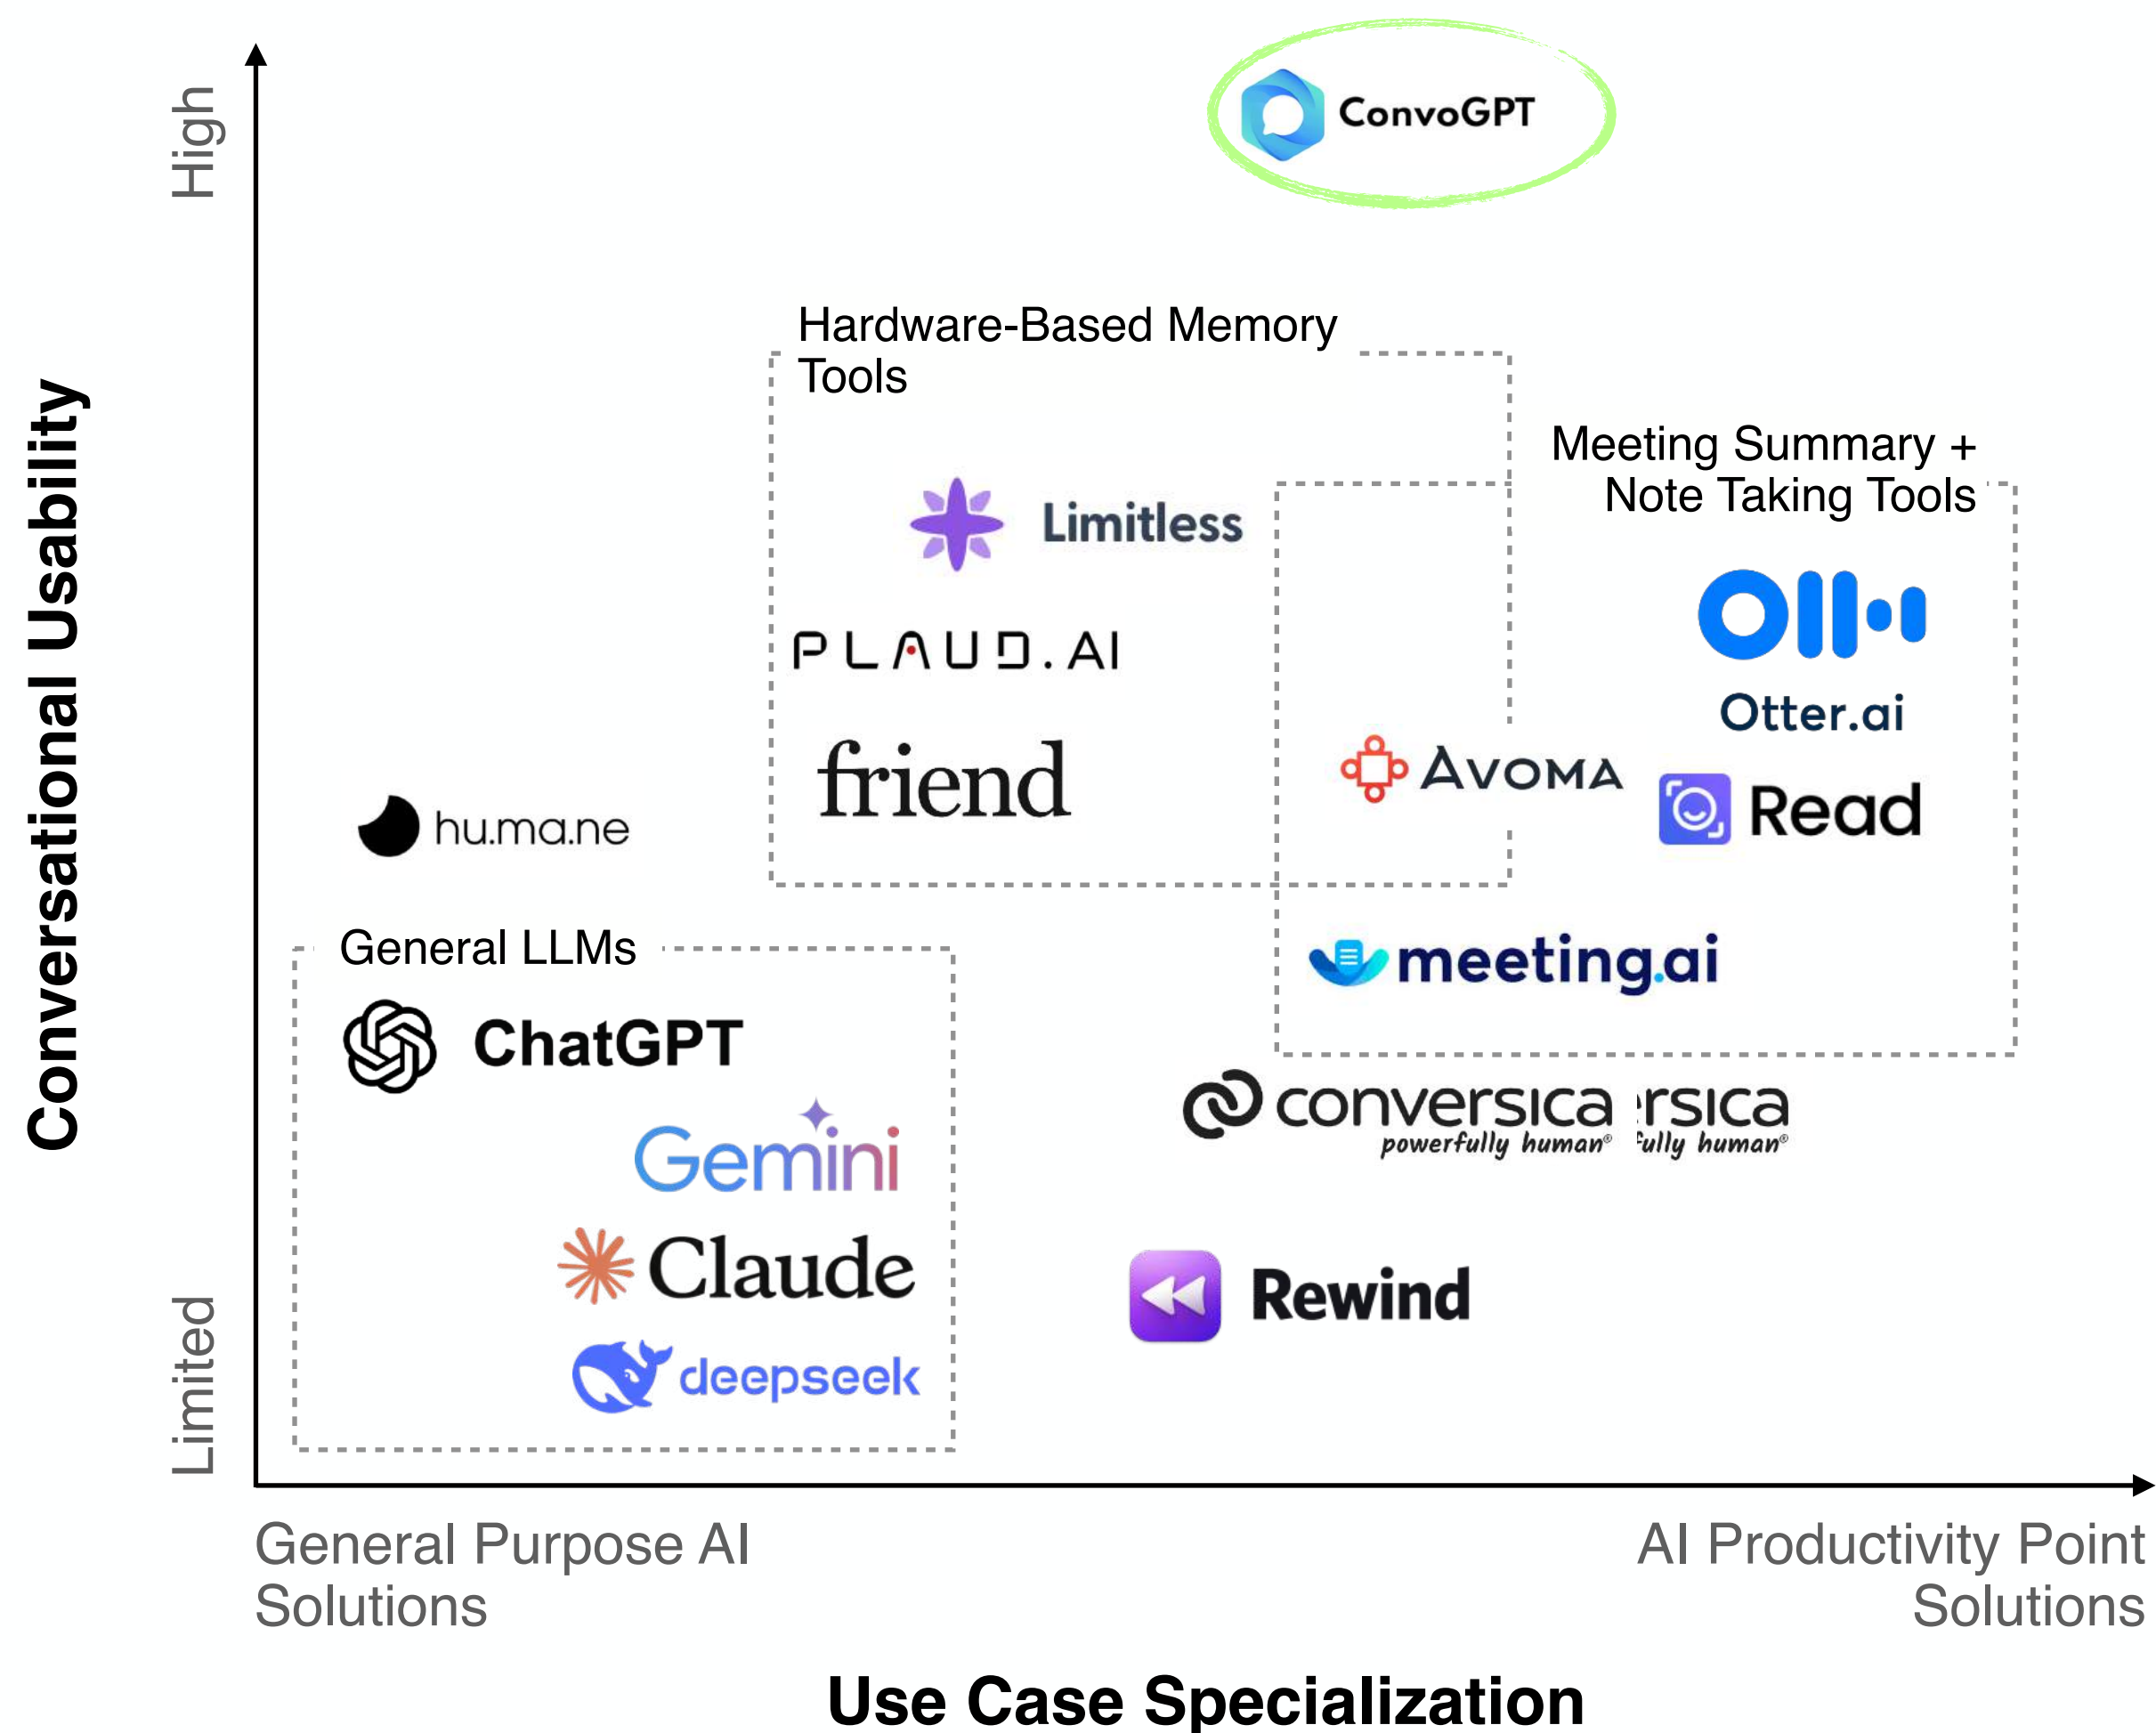 High
ConvoGPT
Conversational Usability
Hardware-Based Memory
Tools
Meeting Summary +
Note Taking Tools
Limitless
PLAUD.AI
Otter.ai
friend
AVOMA
Read
hu.ma.ne
General LLMs
meeting.ai
ChatGPT
conversica rsica
powerfully human® fully human®
Gemini
Claude
Rewind
deepseek
Limited
General Purpose AI
Solutions
AI Productivity Point
Solutions
Use Case Specialization